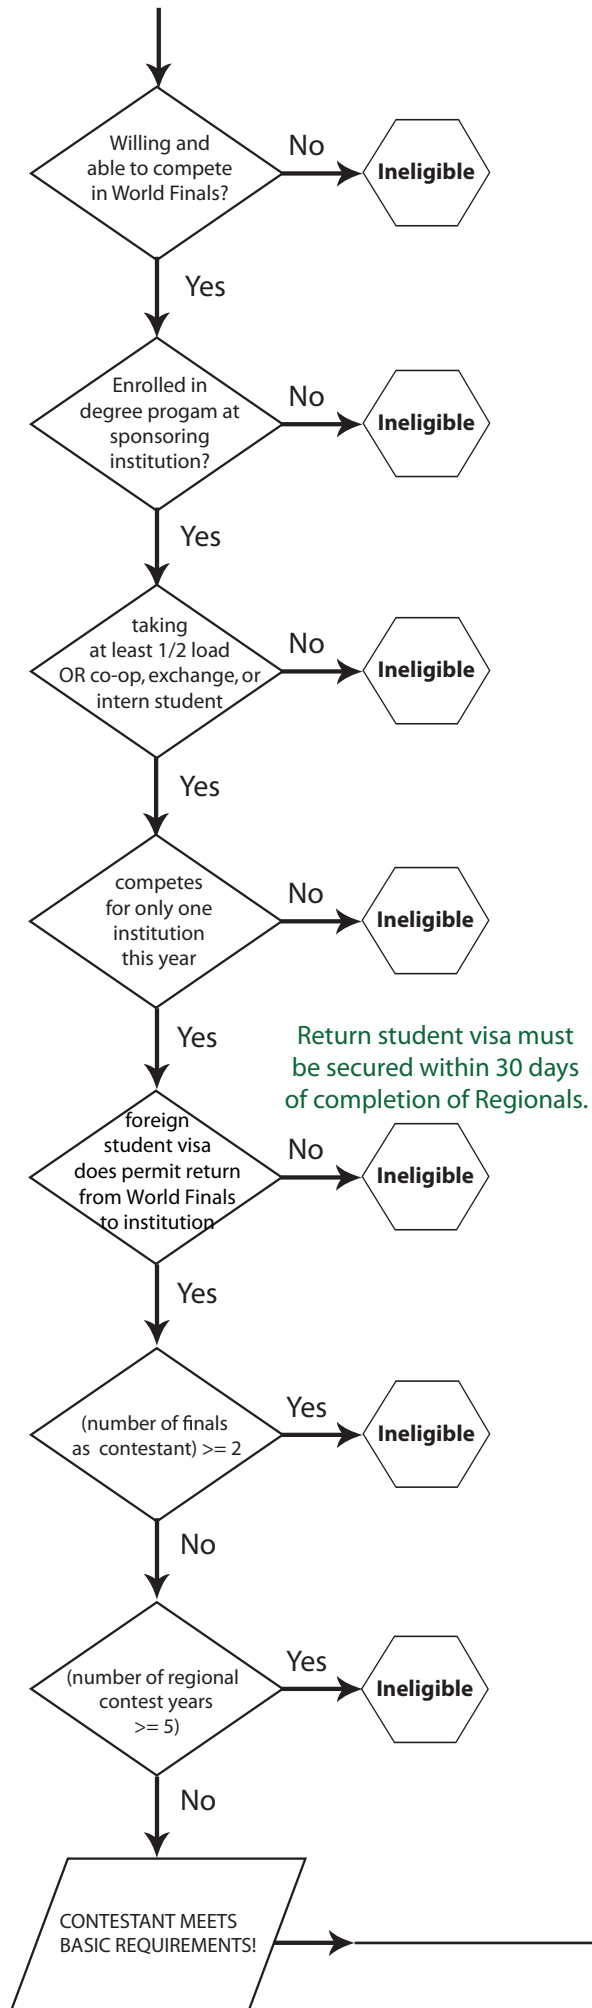 Willing and
able to compete
in World Finals?
No
Ineligible
Yes
Enrolled in
degree progam at
sponsoring
institution?
No
Ineligible
Yes
taking
at least 1/2 load
OR co-op, exchange, or
intern student
No
Ineligible
Yes
competes
for only one
institution
this year
No
Ineligible
Yes
Return student visa must
be secured within 30 days
of completion of Regionals.
foreign
student visa
does permit return
from World Finals
to institution
No
Ineligible
Yes
(number of finals
as contestant) >= 2
Yes
Ineligible
No
(number of regional
contest years
>= 5)
Yes
Ineligible
No
CONTESTANT MEETS
BASIC REQUIREMENTS!